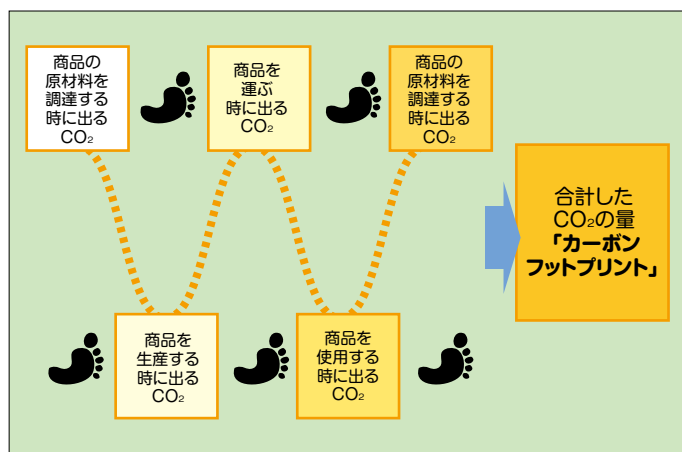 商品の
原材料を
調達する
時に出る
CO₂
商品を
生産する
時に出る
CO₂
商品を
運ぶ
時に出る
CO₂
商品を
使用する
時に出る
CO₂
商品の
原材料を
調達する
時に出る
CO₂
合計した
CO₂の量
「カーボン
フットプリント」